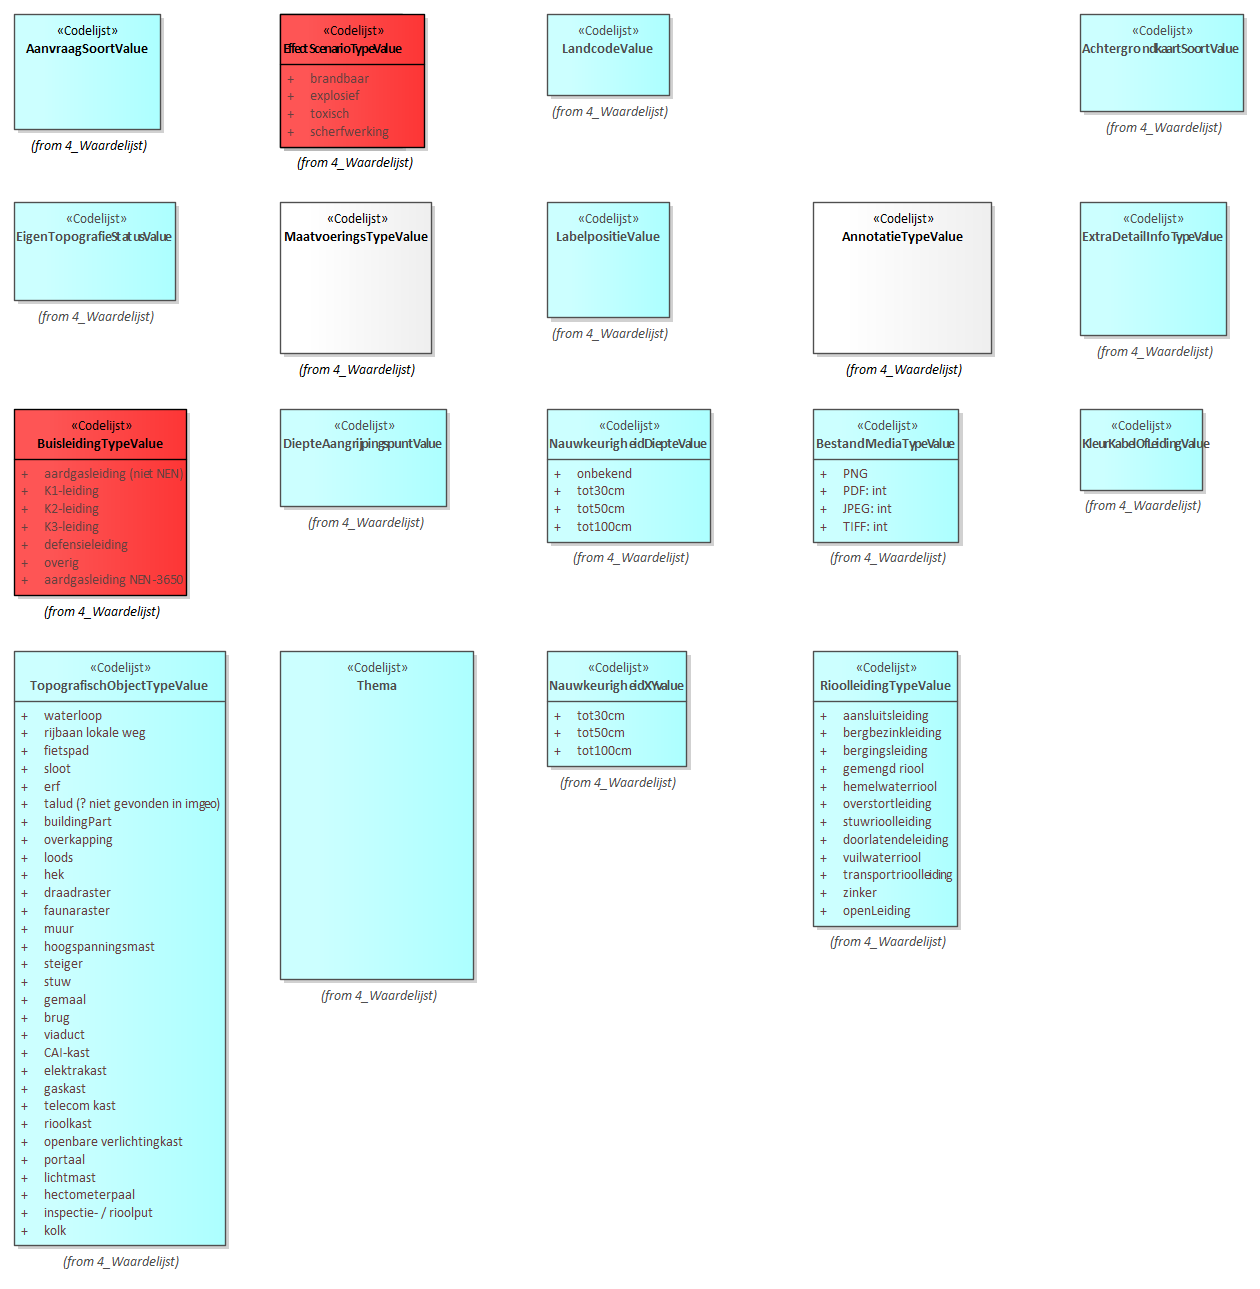 «Codelijst»
AanvraagSoortValue
(from 4_Waardelijst)
«Codelijst»
EffectScenarioTypeValue
+ brandbaar
+ explosief
+ toxisch
+ scherfwerking
(from 4_Waardelijst)
«Codelijst»
LandcodeValue
(from 4_Waardelijst)
«Codelijst»
AchtergrondkaartSoortValue
(from 4_Waardelijst)
«Codelijst»
EigenTopografieStatusValue
(from 4_Waardelijst)
«Codelijst»
MaatvoeringsTypeValue
(from 4_Waardelijst)
«Codelijst»
LabelpositieValue
(from 4_Waardelijst)
«Codelijst»
AnnotatieTypeValue
(from 4_Waardelijst)
«Codelijst»
ExtraDetailInfoTypeValue
(from 4_Waardelijst)
«Codelijst»
BuisleidingTypeValue
+ aardgasleiding (niet NEN)
+ K1-leiding
+ K2-leiding
+ K3-leiding
+ defensieleiding
+ overig
+ aardgasleiding NEN-3650
(from 4_Waardelijst)
«Codelijst»
DiepteAangrijpingspuntValue
(from 4_Waardelijst)
«Codelijst»
NauwkeurigheidDiepteValue
+ onbekend
+ tot30cm
+ tot50cm
+ tot100cm
(from 4_Waardelijst)
«Codelijst»
BestandMediaTypeValue
+ PNG
+ PDF: int
+ JPEG: int
+ TIFF: int
(from 4_Waardelijst)
«Codelijst»
KleurKabelOfLeidingValue
(from 4_Waardelijst)
«Codelijst»
TopografischObjectTypeValue
+ waterloop
+ rijbaan lokale weg
+ fietspad
+ sloot
+ erf
+ talud (? niet gevonden in imgeo)
+ buildingPart
+ overkapping
+ loods
+ hek
+ draadraster
+ faunaraster
+ muur
+ hoogspanningsmast
+ steiger
+ stuw
+ gemaal
+ brug
+ viaduct
+ CAI-kast
+ elektrakast
+ gaskast
+ telecom kast
+ rioolkast
+ openbare verlichtingkast
+ portaal
+ lichtmast
+ hectometerpaal
+ inspectie- / rioolput
+ kolk
(from 4_Waardelijst)
«Codelijst»
Thema
(from 4_Waardelijst)
«Codelijst»
NauwkeurigheidXYvalue
+ tot30cm
+ tot50cm
+ tot100cm
(from 4_Waardelijst)
«Codelijst»
RioolleidingTypeValue
+ aansluitsleiding
+ bergbezinkleiding
+ bergingsleiding
+ gemengd riool
+ hemelwaterriool
+ overstortleiding
+ stuwrioolleiding
+ doorlatendeleiding
+ vuilwaterriool
+ transportrioolleiding
+ zinker
+ openLeiding
(from 4_Waardelijst)